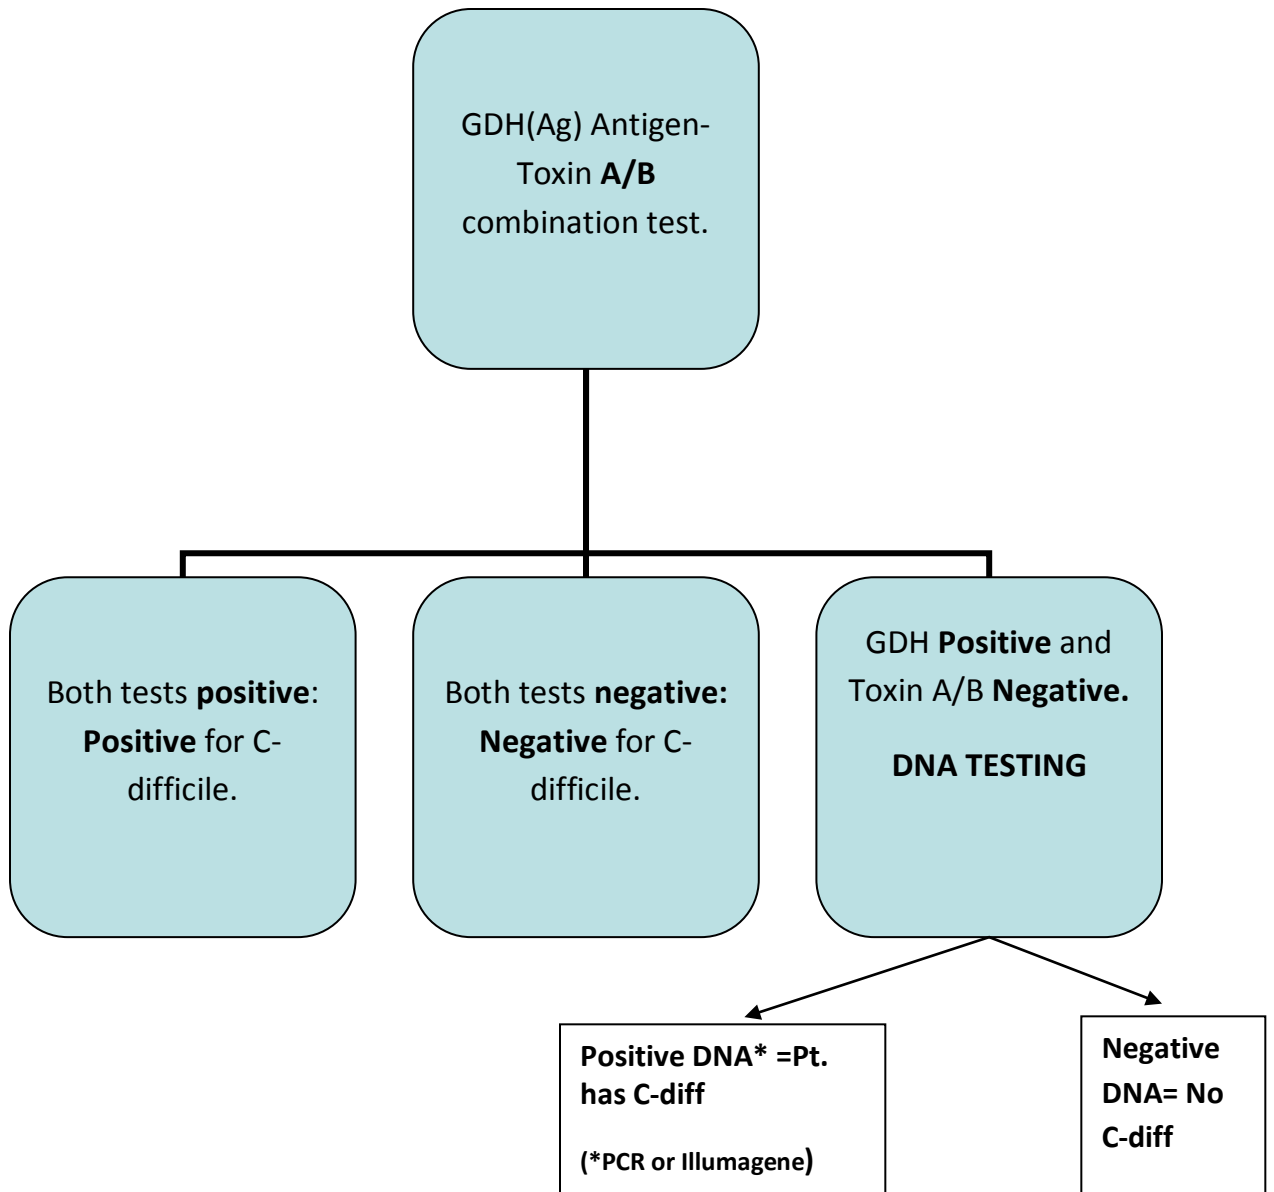 GDH(Ag) Antigen-
Toxin A/B
combination test.
Both tests positive:
Positive for C-
difficile.
Both tests negative:
Negative for C-
difficile.
GDH Positive and
Toxin A/B Negative.
DNA TESTING
Positive DNA* =Pt.
has C-diff
(*PCR or Illumagene)
Negative
DNA= No
C-diff